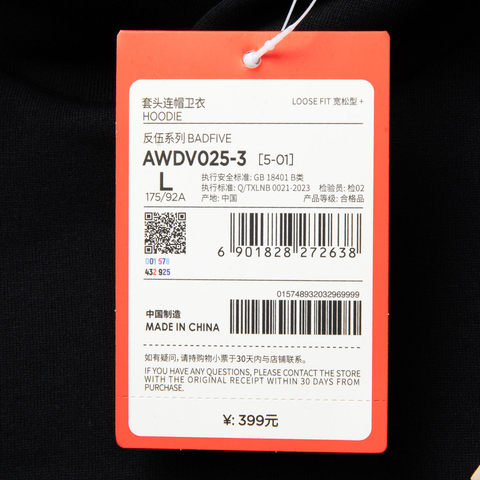 套头连帽卫衣
LOOSE FIT 宽松型 +
HOODIE
反伍系列 BADFIVE
AWDV025-3 [5-01]
L
175/92A
执行安全标准: GB 18401 B类
执行标准: Q/TXLNB 0021-2023 检验员: 检02
产地: 中国 产品等级: 合格品
001 578
432 925
6 901828 272638
015748932032969999
中国制造
MADE IN CHINA
如有疑问, 请持购物小票于30天内与店铺联系.
IF YOU HAVE ANY QUESTIONS, PLEASE CONTACT THE STORE
WITH THE ORIGINAL RECEIPT WITHIN 30 DAYS FROM
PURCHASE.
¥: 399元